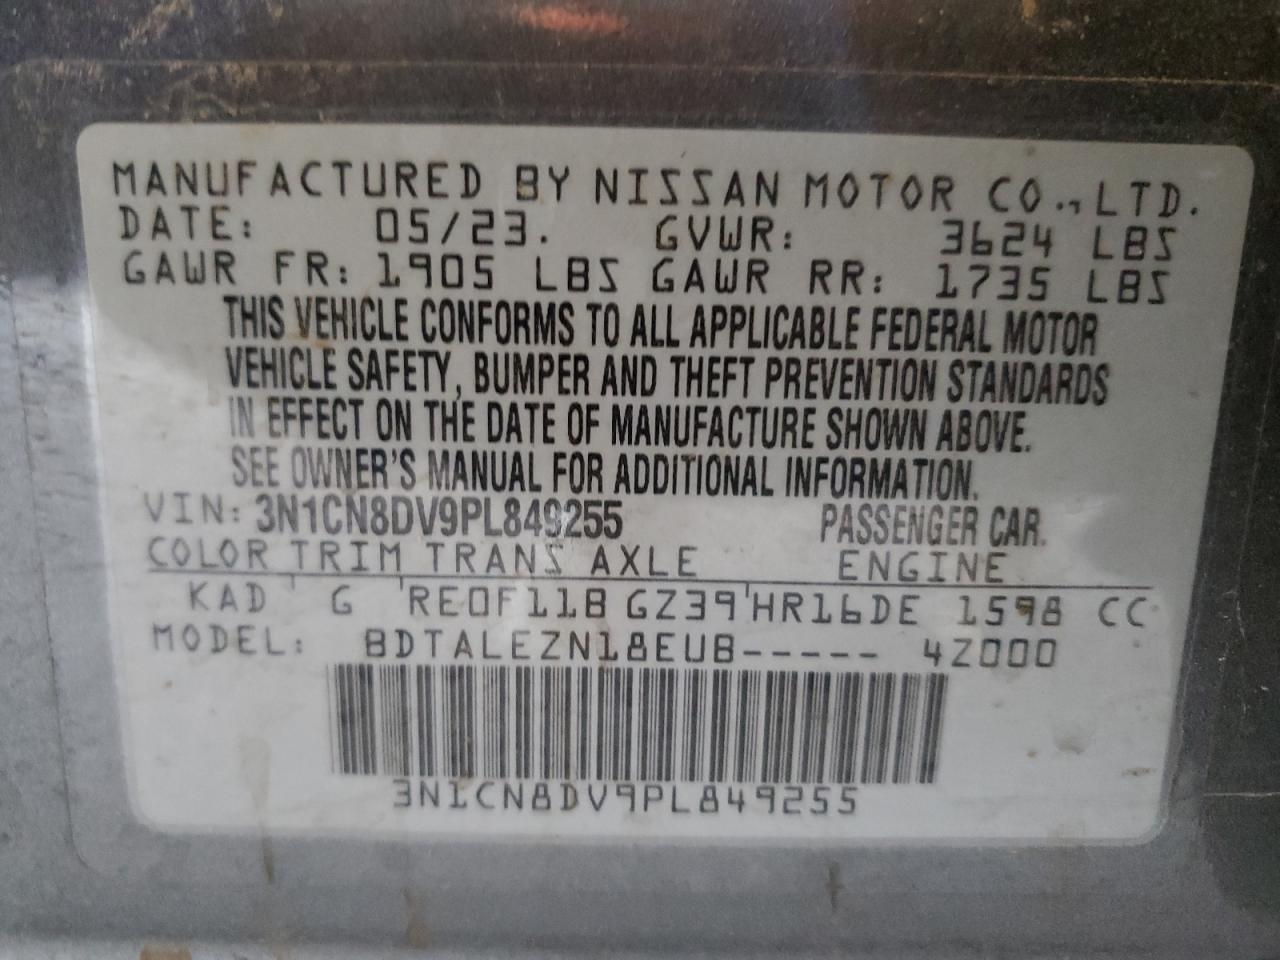 MANUFACTURED BY NISSAN MOTOR CO., LTD.
DATE: 05/23. GVWR: 3624 LBS
GAWR FR: 1905 LBS GAWR RR: 1735 LBS
THIS VEHICLE CONFORMS TO ALL APPLICABLE FEDERAL MOTOR
VEHICLE SAFETY, BUMPER AND THEFT PREVENTION STANDARDS
IN EFFECT ON THE DATE OF MANUFACTURE SHOWN ABOVE.
SEE OWNER'S MANUAL FOR ADDITIONAL INFORMATION.
VIN: 3N1CN8DV9PL849255 PASSENGER CAR.
COLOR TRIM TRANS AXLE ENGINE
KAD G RE0F11B GZ39 HR16DE 1598 CC
MODEL: BDTALEZN18EUB----- 4Z000
3N1CN8DV9PL849255